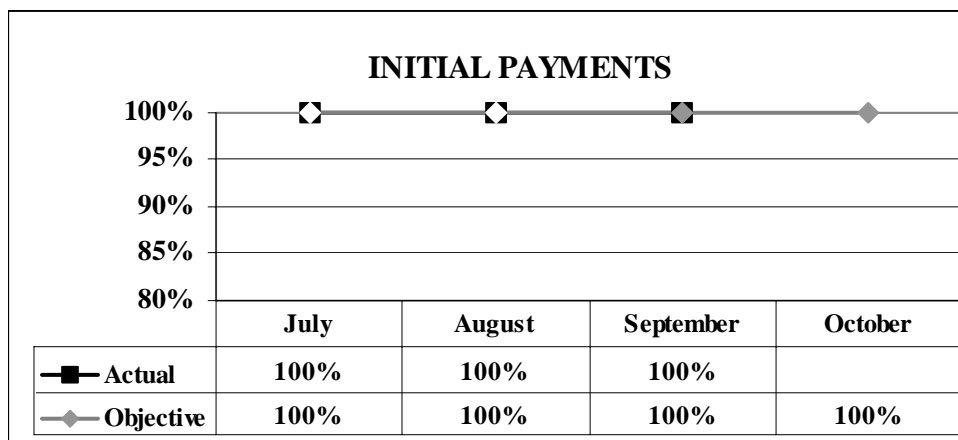 INITIAL PAYMENTS
100%
95%
90%
85%
80%
July August September October
Actual 100% 100% 100%
Objective 100% 100% 100% 100%